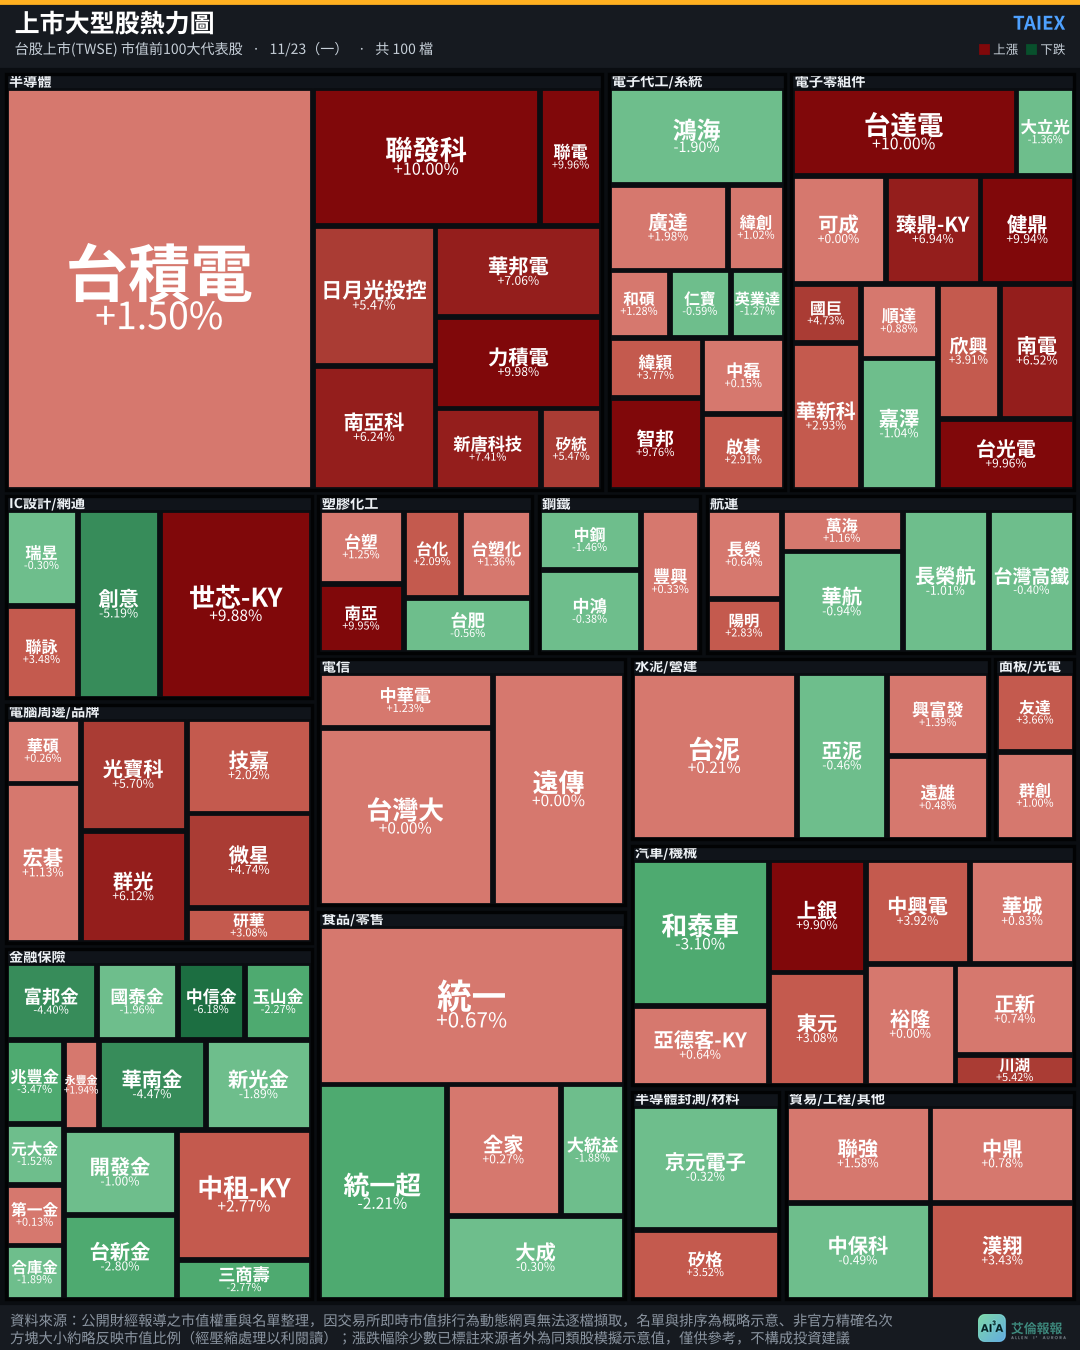 上市大型股熱力圖
TAIEX
台股上市(TWSE) 市值前100大代表股 · 11/23（一） · 共 100 檔
上漲 下跌
半導體
台積電
+1.50%
聯發科
+10.00%
聯電
+9.96%
日月光投控
+5.47%
華邦電
+7.06%
力積電
+9.98%
南亞科
+6.24%
新唐科技
+7.41%
矽統
+5.47%
電子代工/系統
鴻海
-1.90%
廣達
+1.98%
緯創
+1.02%
和碩
+1.28%
仁寶
-0.59%
英業達
-1.27%
緯穎
+3.77%
中磊
+0.15%
智邦
+9.76%
啟碁
+2.91%
電子零組件
台達電
+10.00%
大立光
-1.36%
可成
+0.00%
臻鼎-KY
+6.94%
健鼎
+9.94%
國巨
+4.73%
順達
+0.88%
欣興
+3.91%
南電
+6.52%
華新科
+2.93%
嘉澤
-1.04%
台光電
+9.96%
IC設計/網通
瑞昱
-0.30%
創意
-5.19%
世芯-KY
+9.88%
聯詠
+3.48%
塑膠化工
台塑
+1.25%
台化
+2.09%
台塑化
+1.36%
南亞
+9.95%
台肥
-0.56%
鋼鐵
中鋼
-1.46%
中鴻
-0.38%
豐興
+0.33%
航運
長榮
+0.64%
萬海
+1.16%
華航
-0.94%
陽明
+2.83%
長榮航
-1.01%
台灣高鐵
-0.40%
電腦周邊/品牌
華碩
+0.26%
光寶科
+5.70%
技嘉
+2.02%
宏碁
+1.13%
群光
+6.12%
微星
+4.74%
研華
+3.08%
電信
中華電
+1.23%
台灣大
+0.00%
遠傳
+0.00%
水泥/營建
台泥
+0.21%
亞泥
-0.46%
興富發
+1.39%
遠雄
+0.48%
面板/光電
友達
+3.66%
群創
+1.00%
汽車/機械
和泰車
-3.10%
上銀
+9.90%
中興電
+3.92%
華城
+0.83%
亞德客-KY
+0.64%
東元
+3.08%
裕隆
+0.00%
正新
+0.74%
川湖
+5.42%
食品/零售
統一
+0.67%
統一超
-2.21%
全家
+0.27%
大統益
-1.88%
大成
-0.30%
金融保險
富邦金
-4.40%
國泰金
-1.96%
中信金
-6.18%
玉山金
-2.27%
兆豐金
-3.47%
永豐金
+1.94%
華南金
-4.47%
新光金
-1.89%
元大金
-1.52%
開發金
-1.00%
中租-KY
+2.77%
第一金
+0.13%
台新金
-2.80%
合庫金
-1.89%
三商壽
-2.77%
半導體封測/材料
京元電子
-0.32%
矽格
+3.52%
貿易/工程/其他
聯強
+1.58%
中鼎
+0.78%
中保科
-0.49%
漢翔
+3.43%
資料來源：公開財經報導之市值權重與名單整理，因交易所即時市值排行為動態網頁無法逐檔擷取，名單與排序為概略示意、非官方精確名次
方塊大小約略反映市值比例（經壓縮處理以利閱讀）；漲跌幅除少數已標註來源者外為同類股模擬示意值，僅供參考，不構成投資建議
艾倫報報